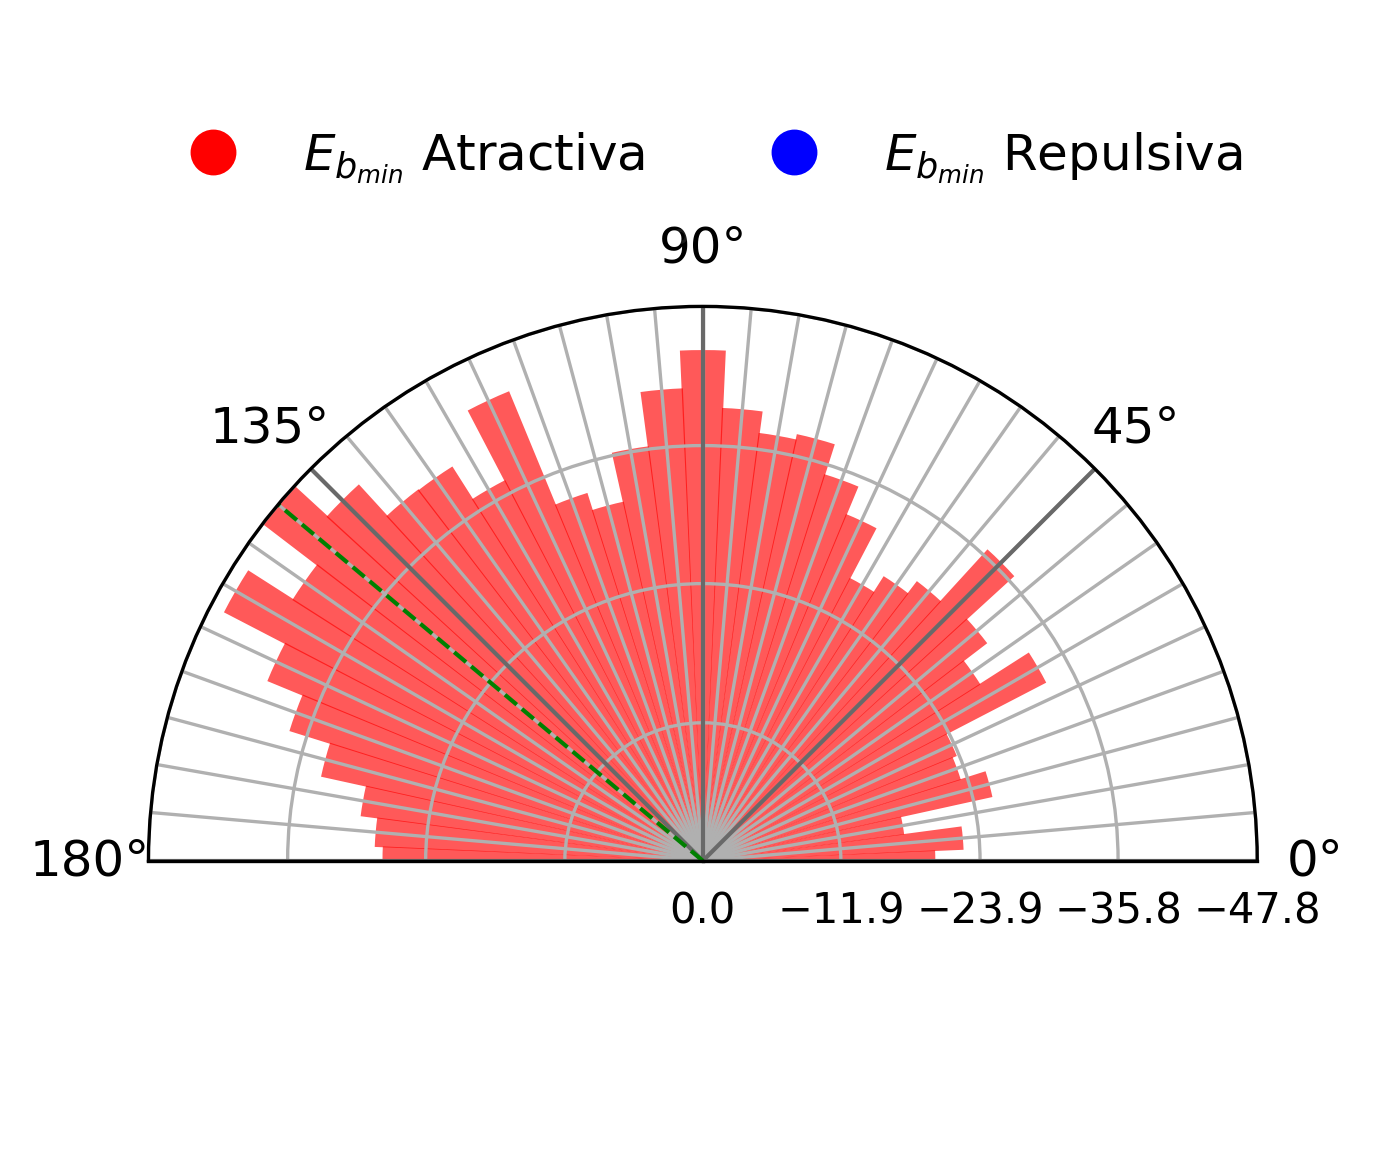 E_{b_{min}} Atractiva E_{b_{min}} Repulsiva
90°
135° 45°
180° 0°
0.0 −11.9 −23.9 −35.8 −47.8